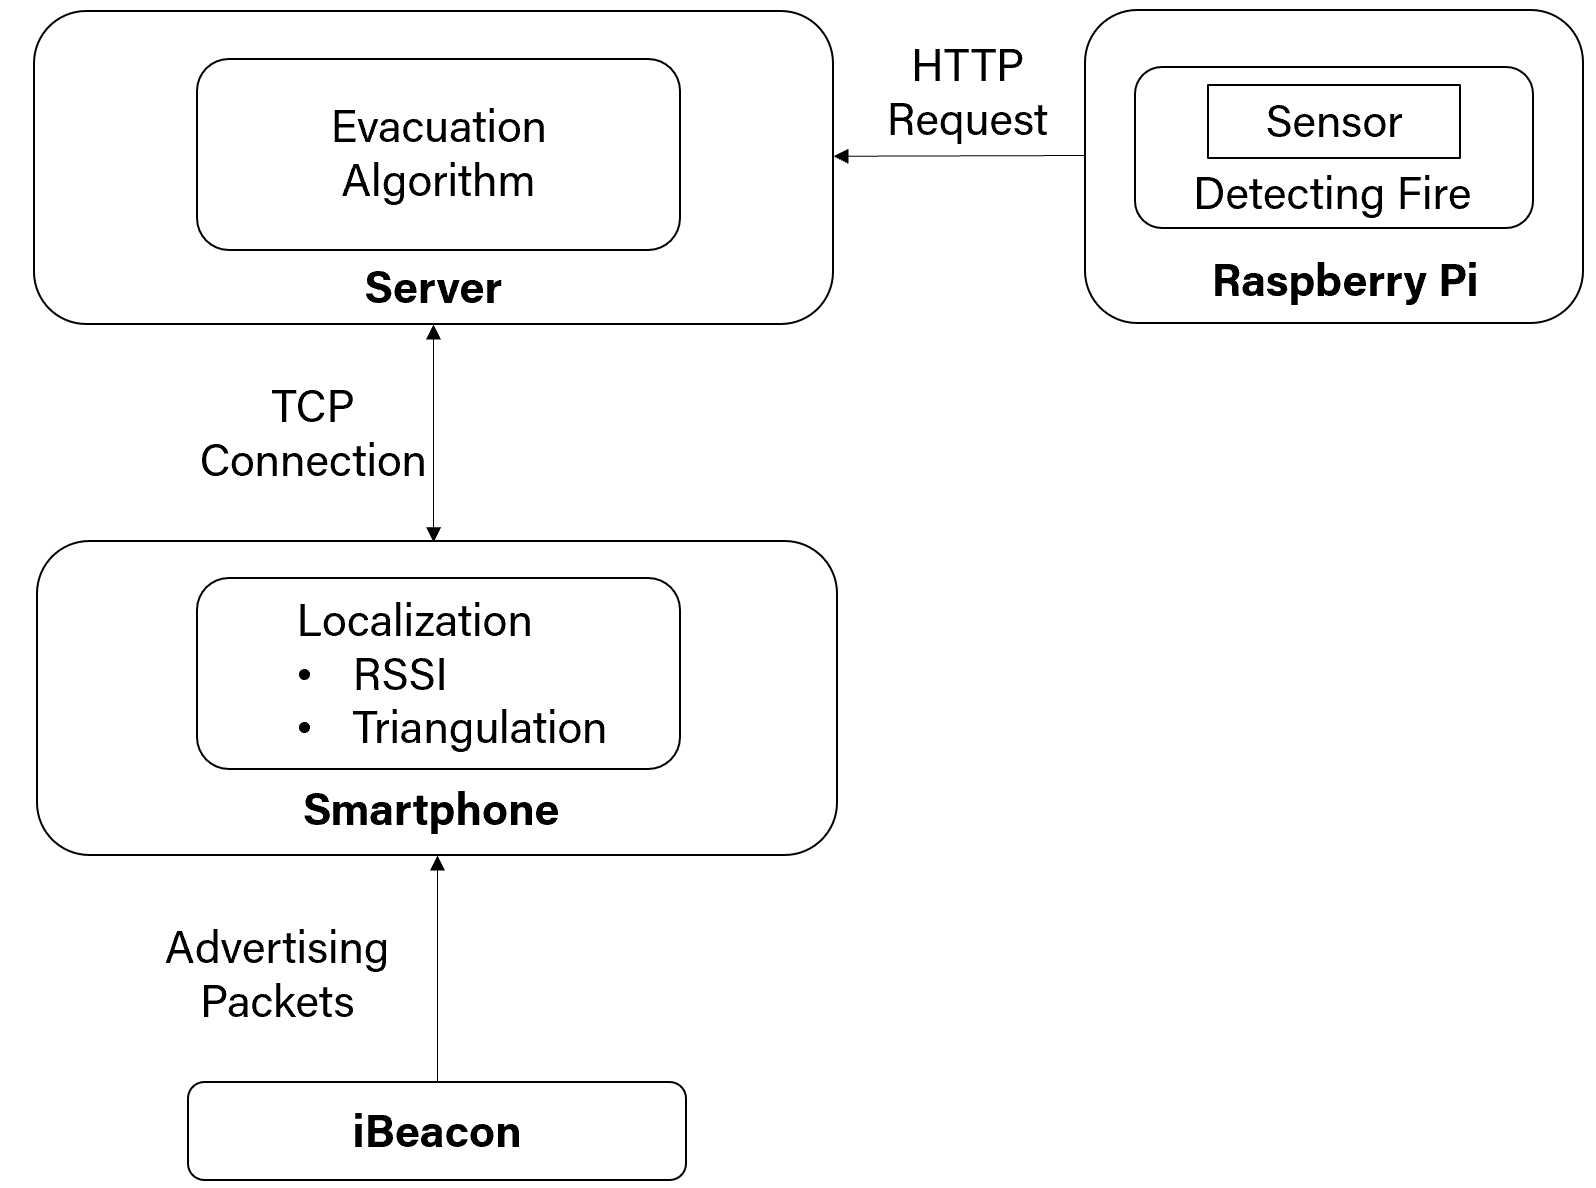 Evacuation
Algorithm
Server
HTTP
Request
Sensor
Detecting Fire
Raspberry Pi
TCP
Connection
Localization
• RSSI
• Triangulation
Smartphone
Advertising
Packets
iBeacon